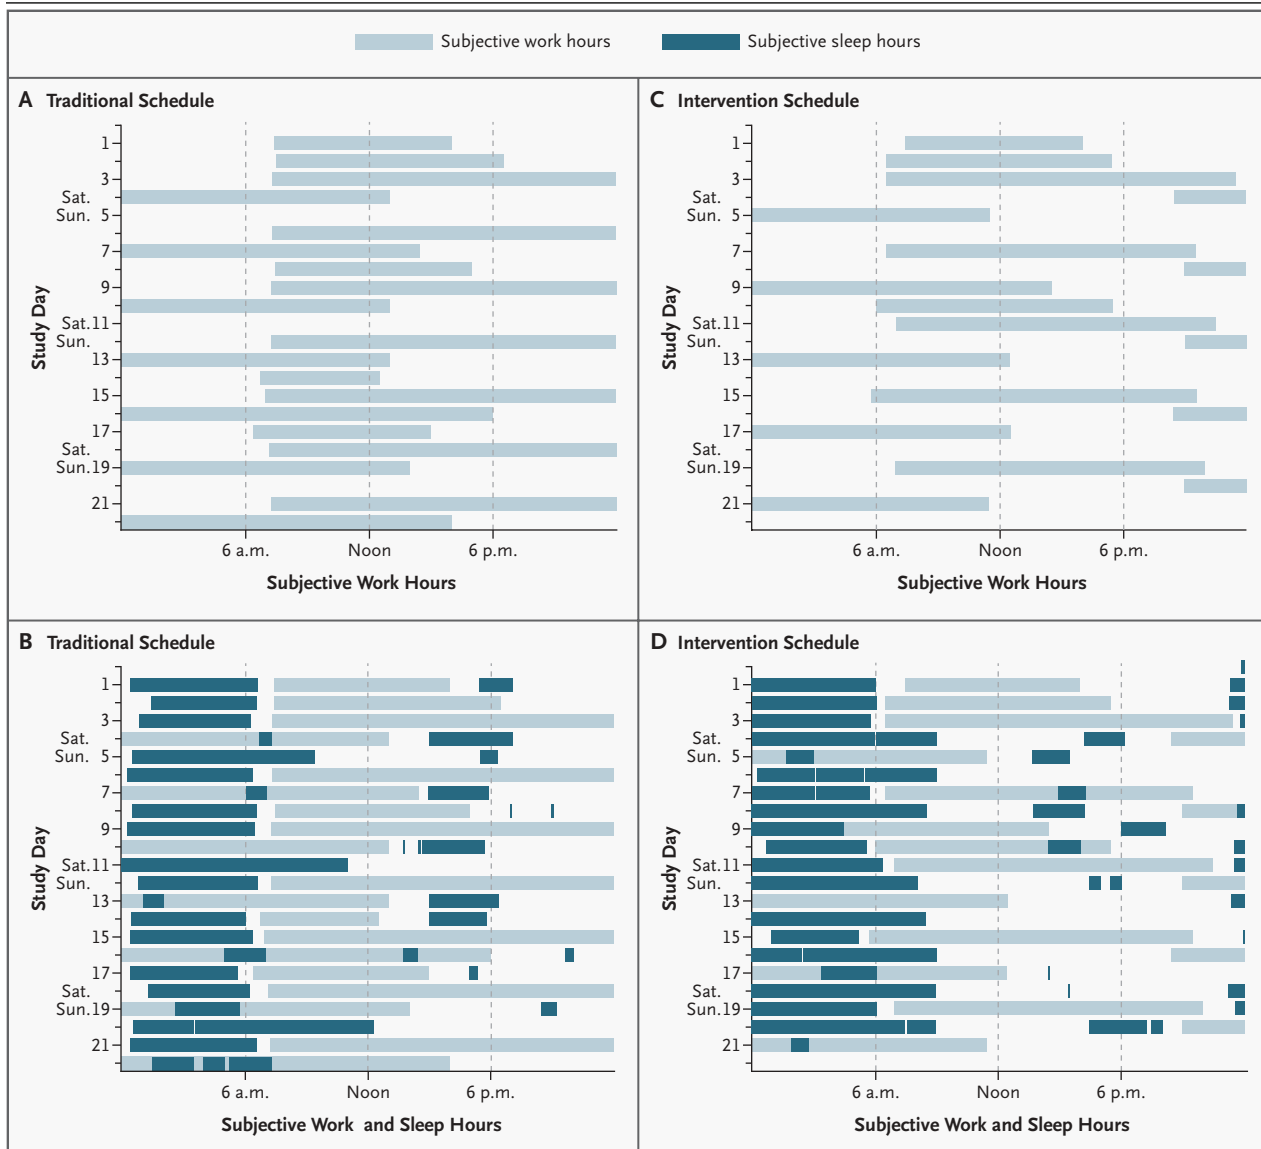 Subjective work hours
Subjective sleep hours
A Traditional Schedule
Study Day
1
3
Sat.
Sun. 5
7
9
Sat.11
Sun.
13
15
17
Sat.
Sun.19
21
6 a.m. Noon 6 p.m.
Subjective Work Hours
C Intervention Schedule
Study Day
1
3
Sat.
Sun. 5
7
9
Sat.11
Sun.
13
15
17
Sat.
Sun.19
21
6 a.m. Noon 6 p.m.
Subjective Work Hours
B Traditional Schedule
Study Day
1
3
Sat.
Sun. 5
7
9
Sat.11
Sun.
13
15
17
Sat.
Sun.19
21
6 a.m. Noon 6 p.m.
Subjective Work and Sleep Hours
D Intervention Schedule
Study Day
1
3
Sat.
Sun. 5
7
9
Sat.11
Sun.
13
15
17
Sat.
Sun.19
21
6 a.m. Noon 6 p.m.
Subjective Work and Sleep Hours